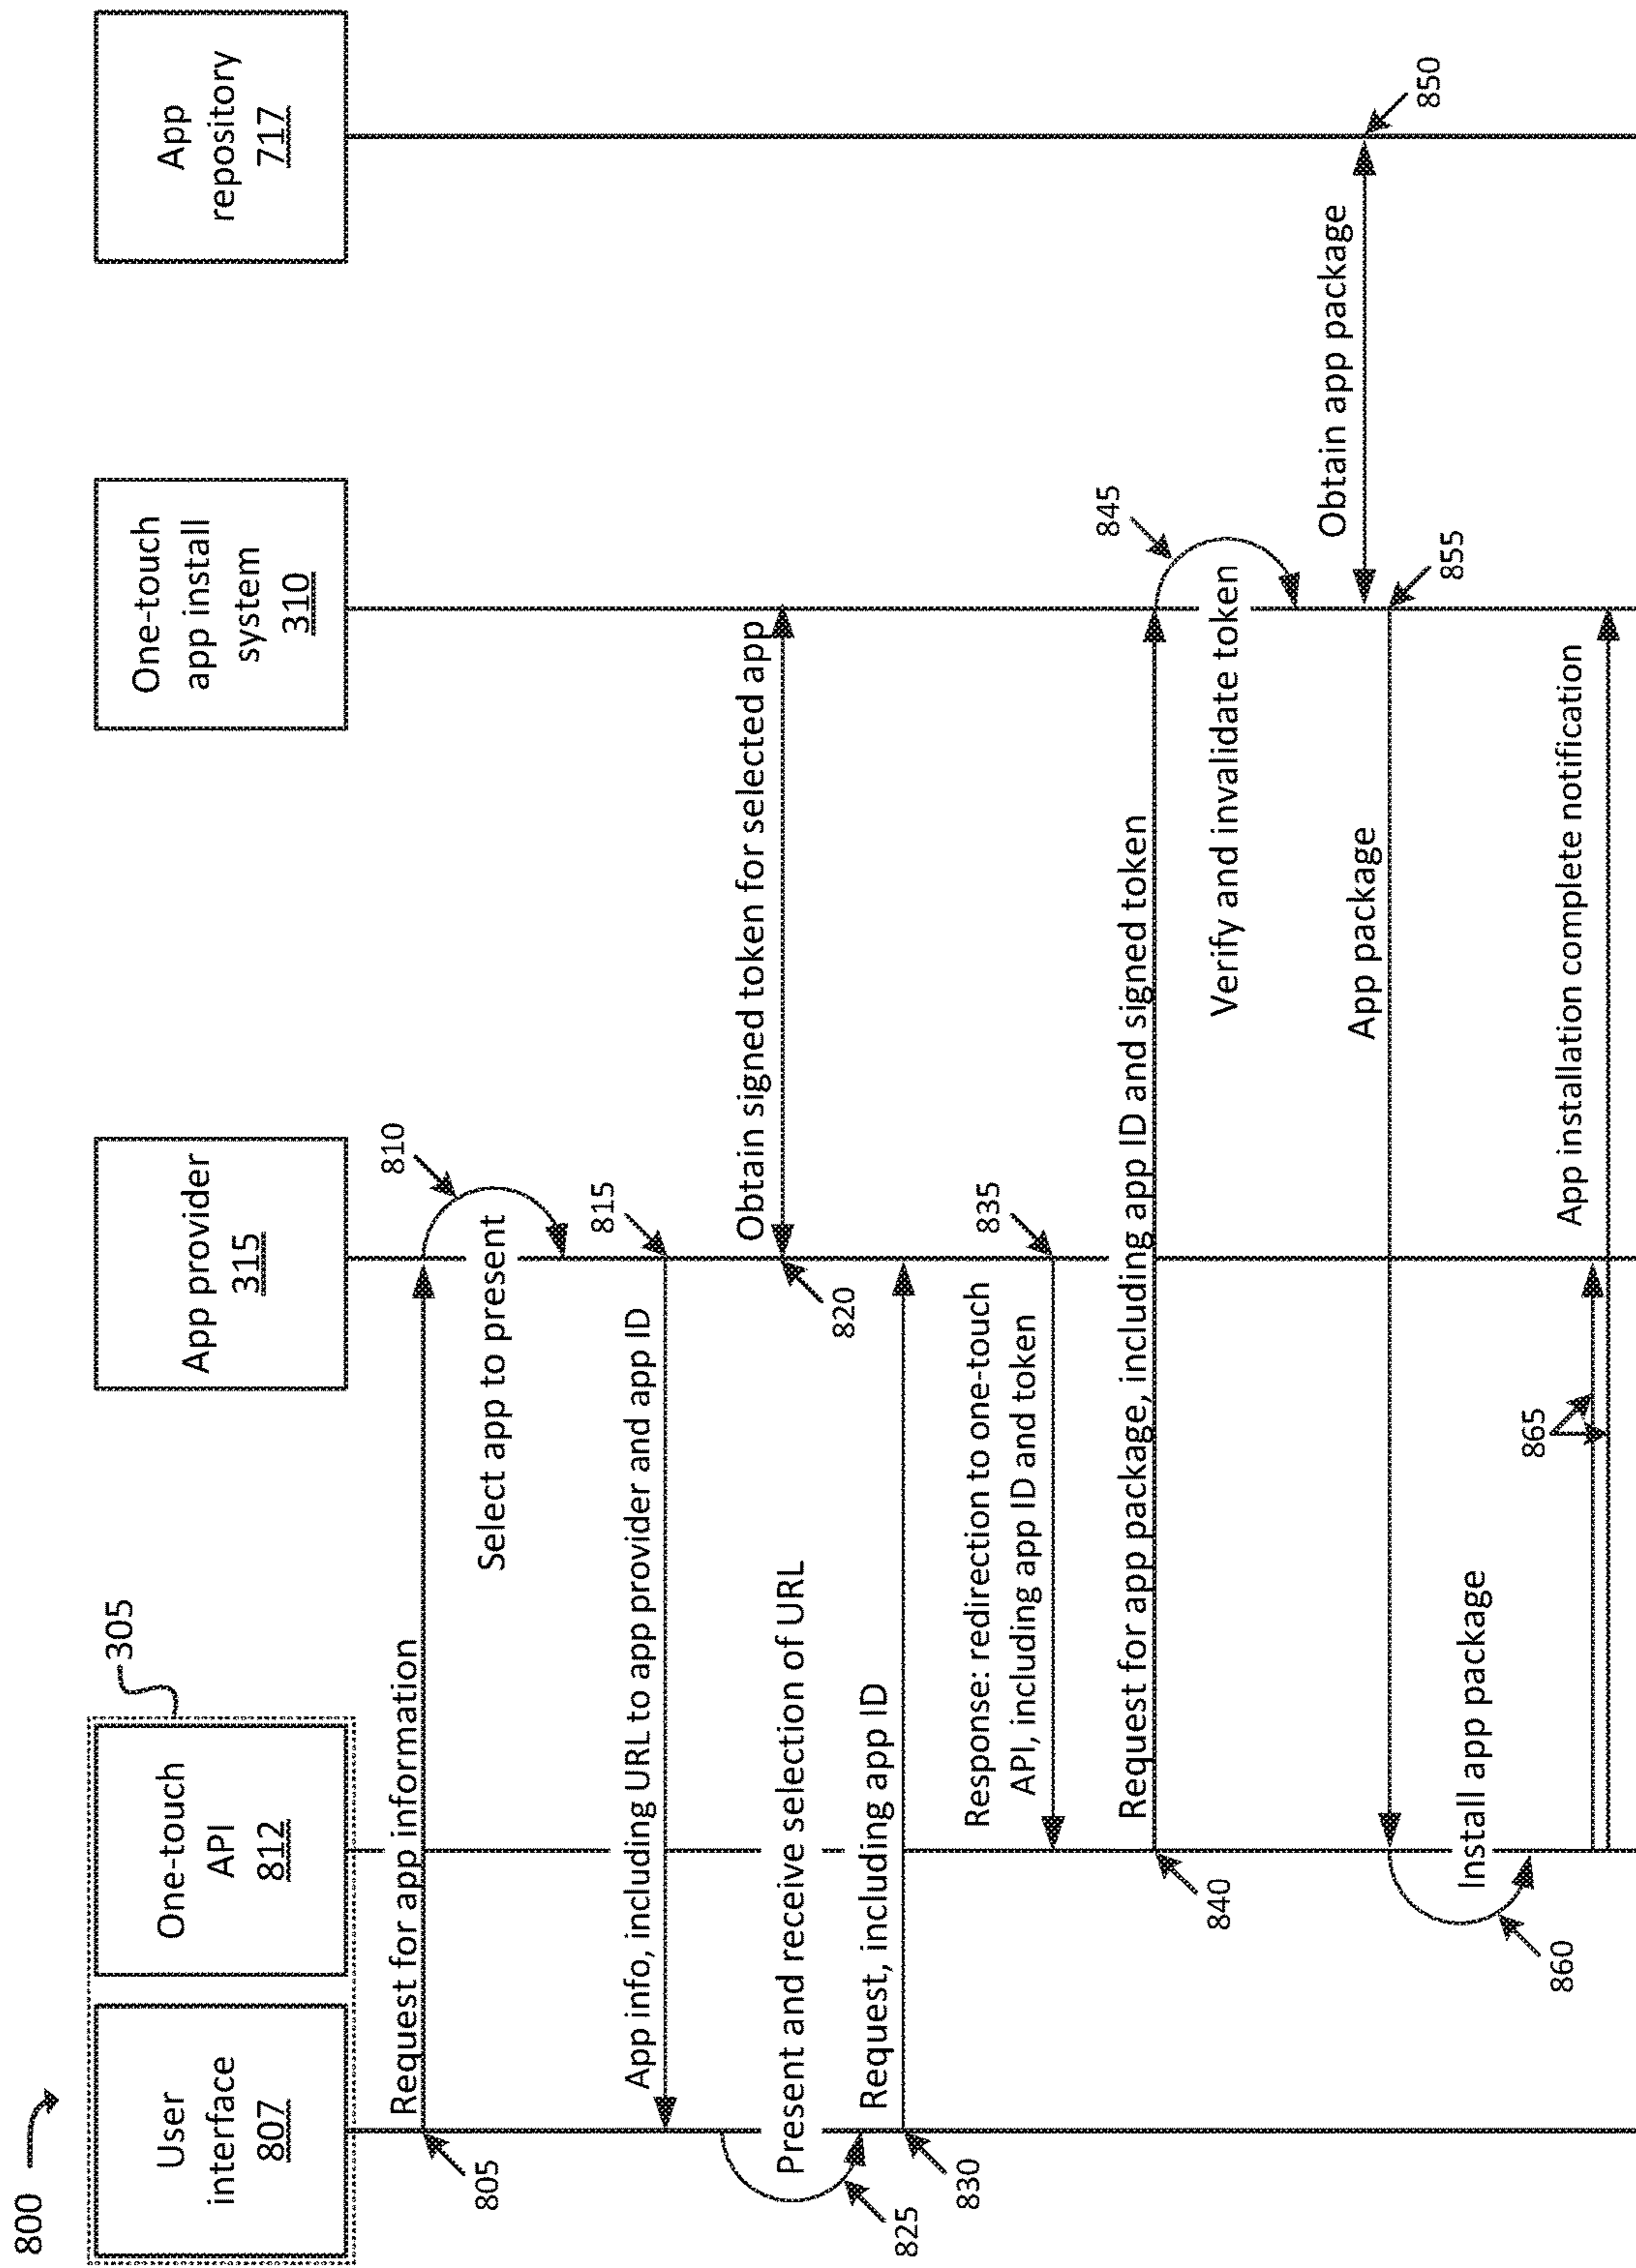 800
305
User
interface
807
One-touch
API
812
App provider
315
One-touch
app install
system
310
App
repository
717
Request for app information
805
810
Select app to present
815
App info, including URL to app provider and app ID
Obtain signed token for selected app
820
Present and receive selection of URL
825
Request, including app ID
830
835
Response: redirection to one-touch
API, including app ID and token
Request for app package, including app ID and signed token
840
845
Verify and invalidate token
Obtain app package
850
855
App package
Install app package
860
865
App installation complete notification